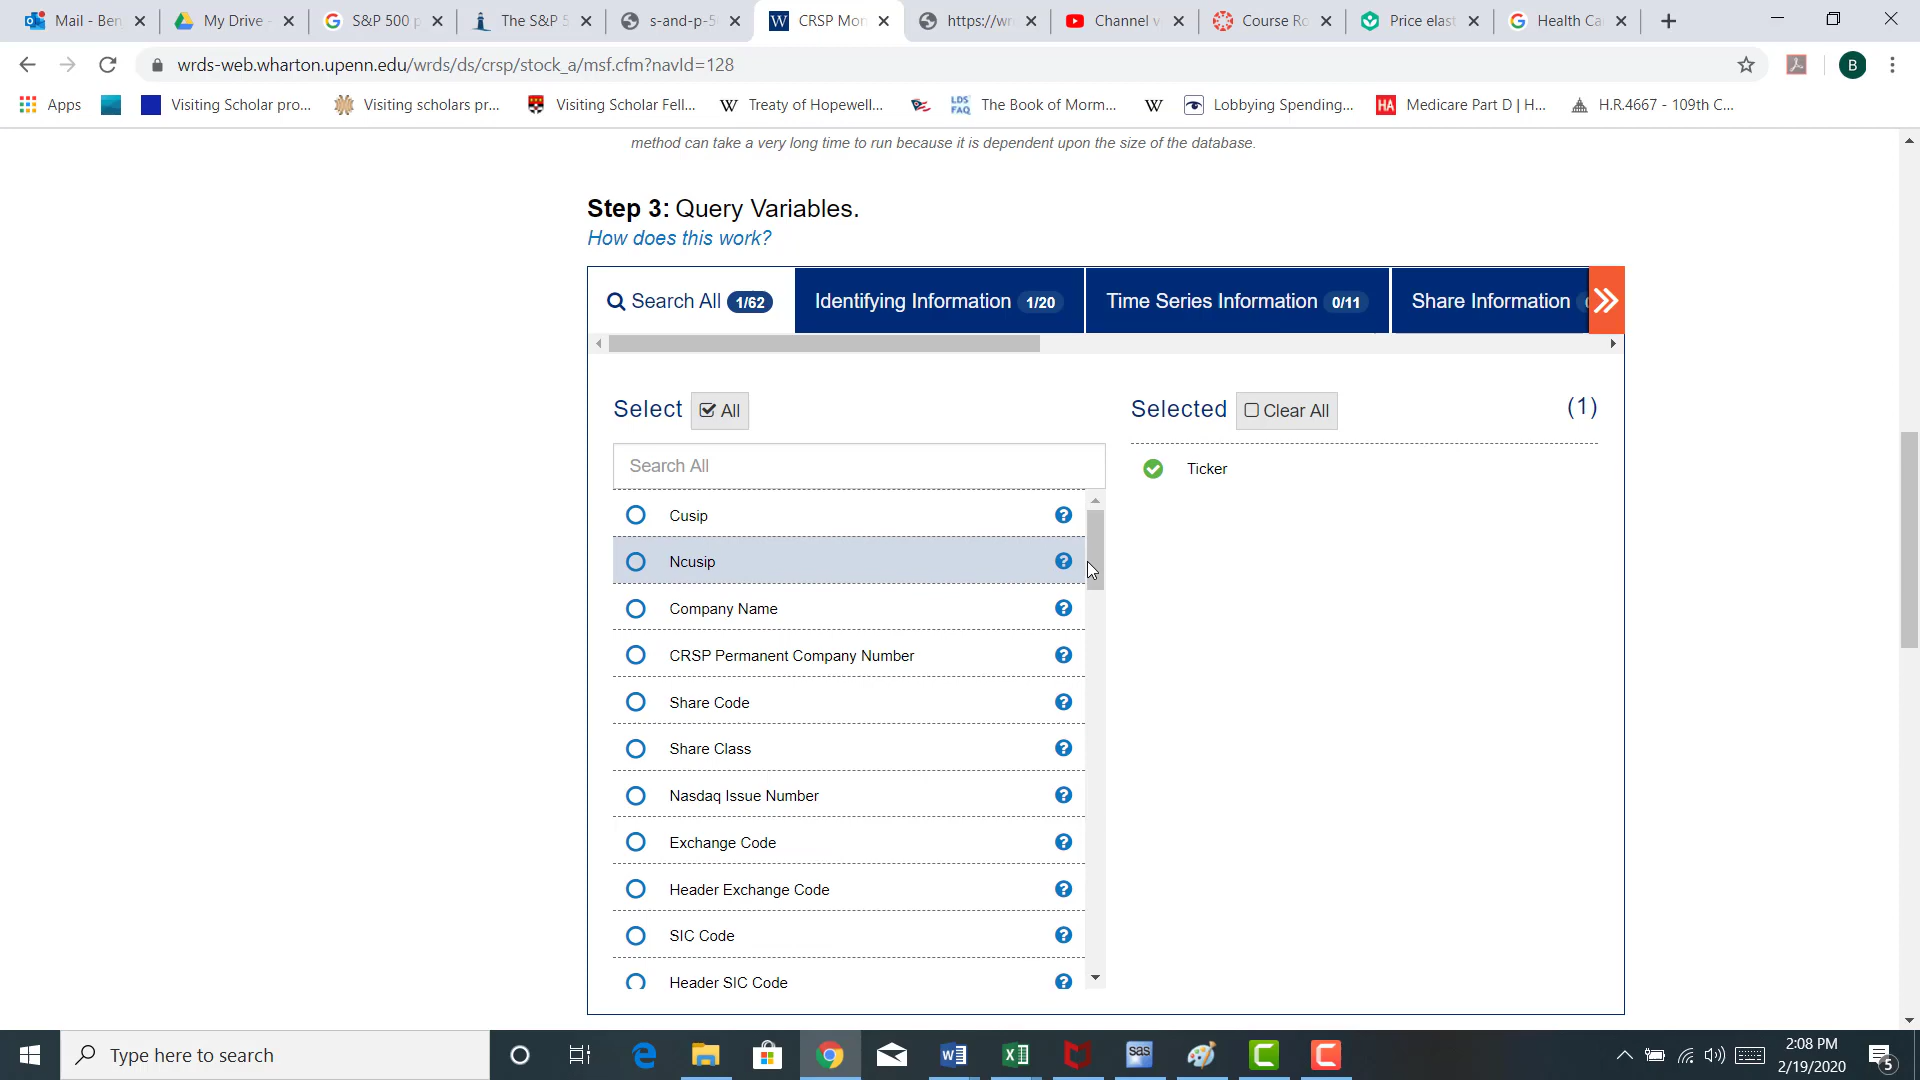 Mail - Ben
My Drive -
S&P 500 p
The S&P 5
s-and-p-50
CRSP Mon
https://wr
Channel v
Course Ro
Price elast
Health Ca
wrds-web.wharton.upenn.edu/wrds/ds/crsp/stock_a/msf.cfm?navId=128
B
Apps
Visiting Scholar pro...
Visiting scholars pr...
Visiting Scholar Fell...
Treaty of Hopewell...
LDS FAQ
The Book of Morm...
Lobbying Spending...
HA
Medicare Part D | H...
H.R.4667 - 109th C...
method can take a very long time to run because it is dependent upon the size of the database.
Step 3: Query Variables.
How does this work?
Search All 1/62
Identifying Information 1/20
Time Series Information 0/11
Share Information
Select
All
Selected
Clear All
(1)
Search All
Ticker
Cusip
Ncusip
Company Name
CRSP Permanent Company Number
Share Code
Share Class
Nasdaq Issue Number
Exchange Code
Header Exchange Code
SIC Code
Header SIC Code
Type here to search
sas
2:08 PM
2/19/2020
5